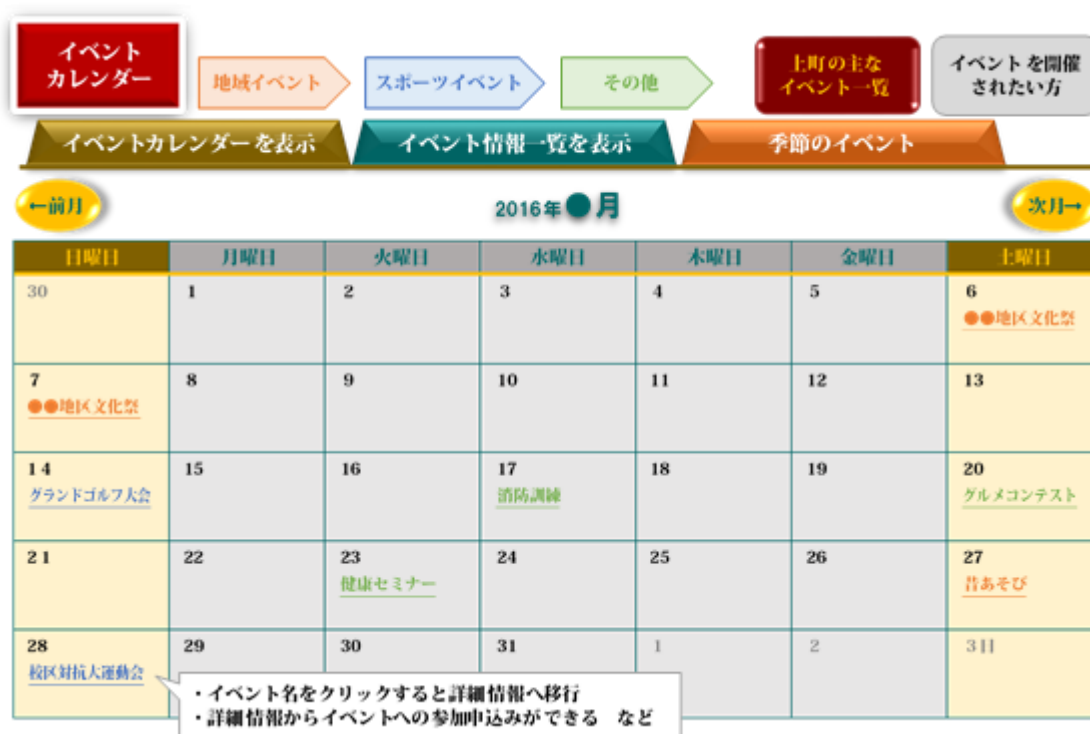 イベント
カレンダー
地域イベント
スポーツイベント
その他
上町の主な
イベント一覧
イベントを開催
されたい方
イベントカレンダーを表示
イベント情報一覧を表示
季節のイベント
←前月
2016年●月
次月→
日曜日 月曜日 火曜日 水曜日 木曜日 金曜日 土曜日
30 1 2 3 4 5 6
●●地区文化祭
7 8 9 10 11 12 13
●●地区文化祭
14 15 16 17 18 19 20
グランドゴルフ大会 消防訓練 グルメコンテスト
21 22 23 24 25 26 27
健康セミナー 昔あそび
28 29 30 31 1 2 3日
校区対抗大運動会
・イベント名をクリックすると詳細情報へ移行
・詳細情報からイベントへの参加申込みができる など